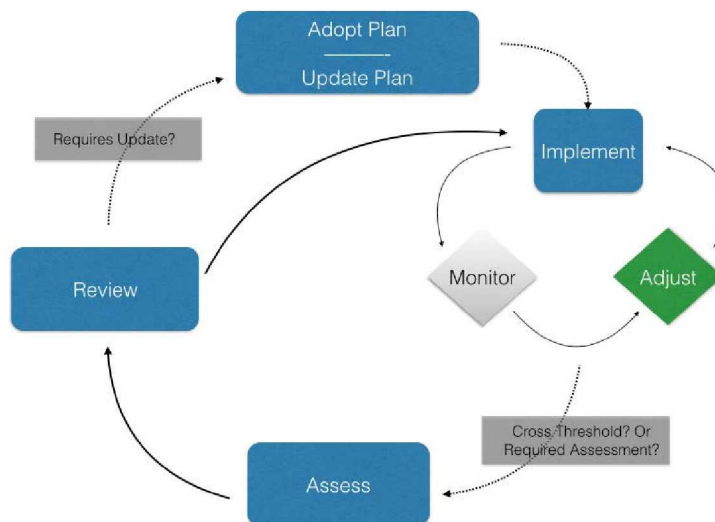 Adopt Plan
Update Plan
Requires Update?
Implement
Monitor
Adjust
Review
Cross Threshold? Or
Required Assessment?
Assess